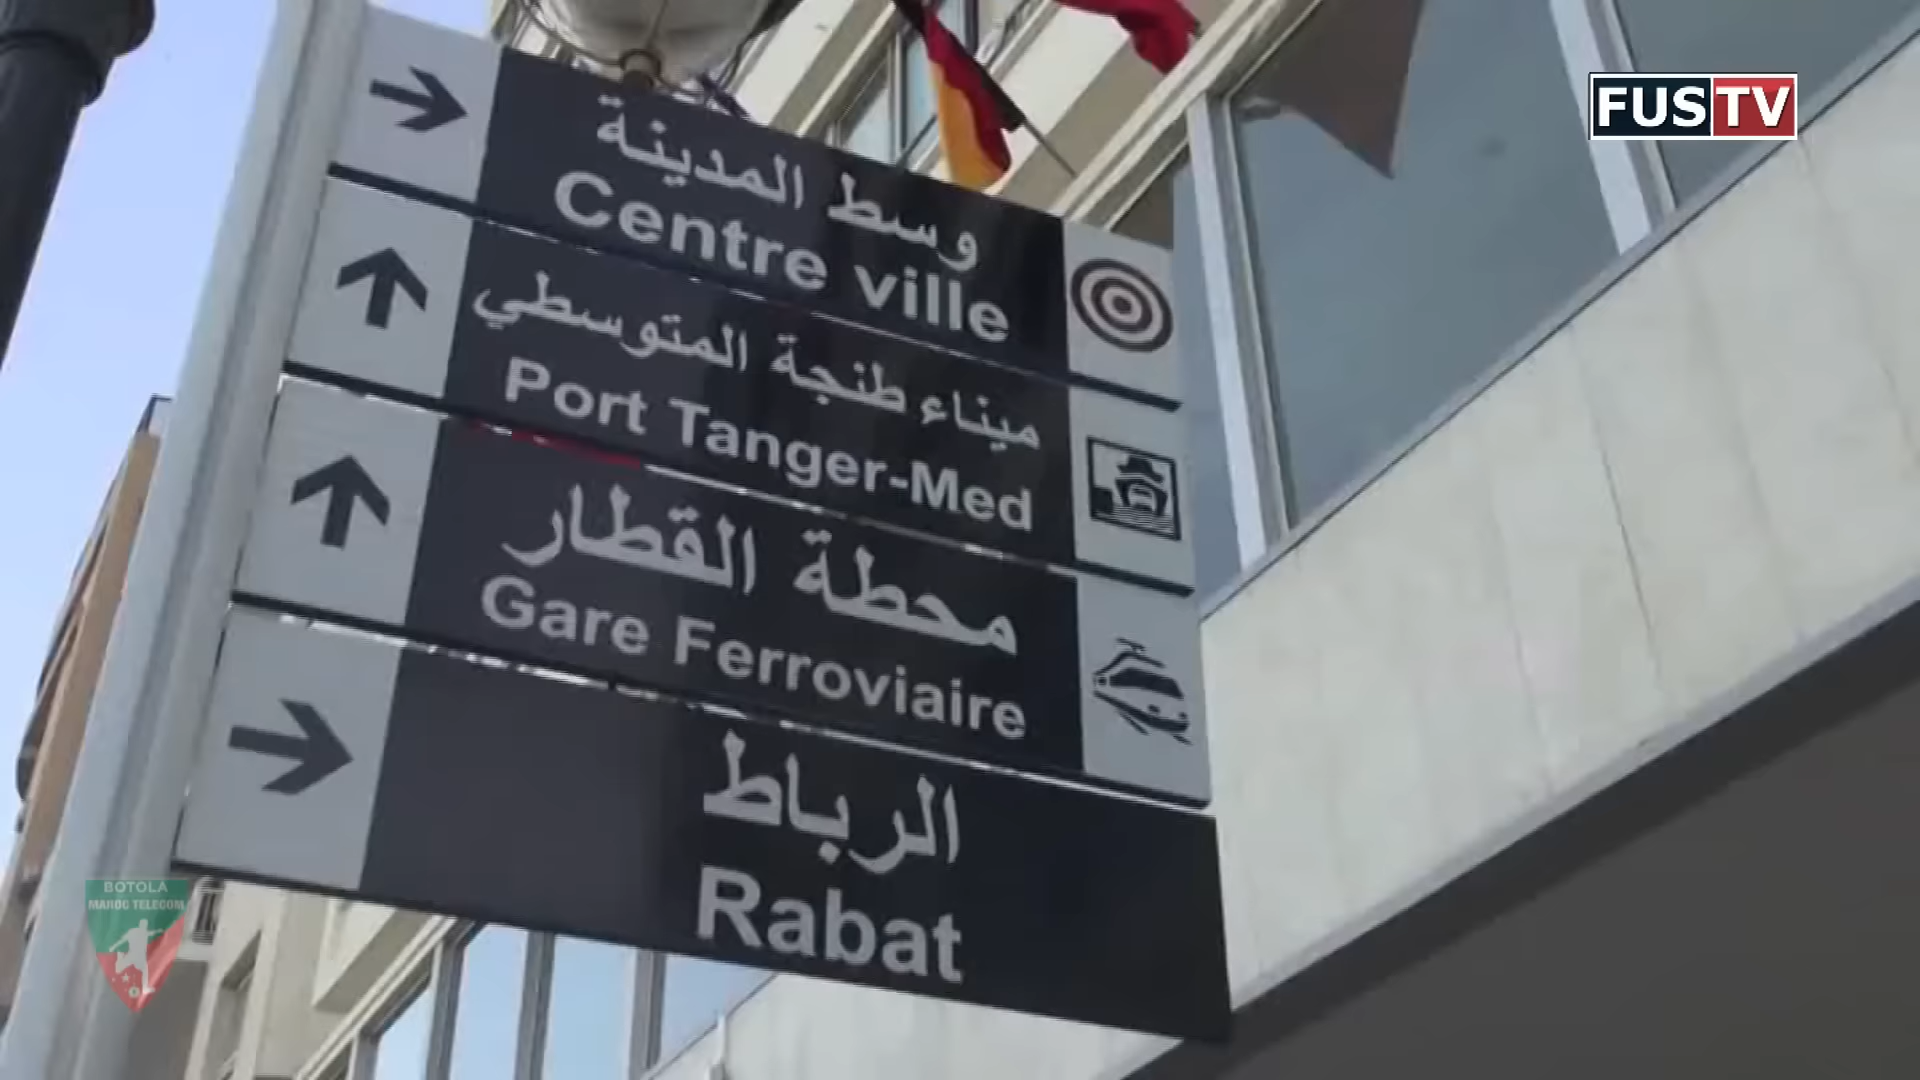 FUSTV
وسط المدينة
Centre ville
ميناء طنجة المتوسطي
Port Tanger-Med
محطة القطار
Gare Ferroviaire
الرباط
Rabat
BOTOLA
MAROC TELECOM